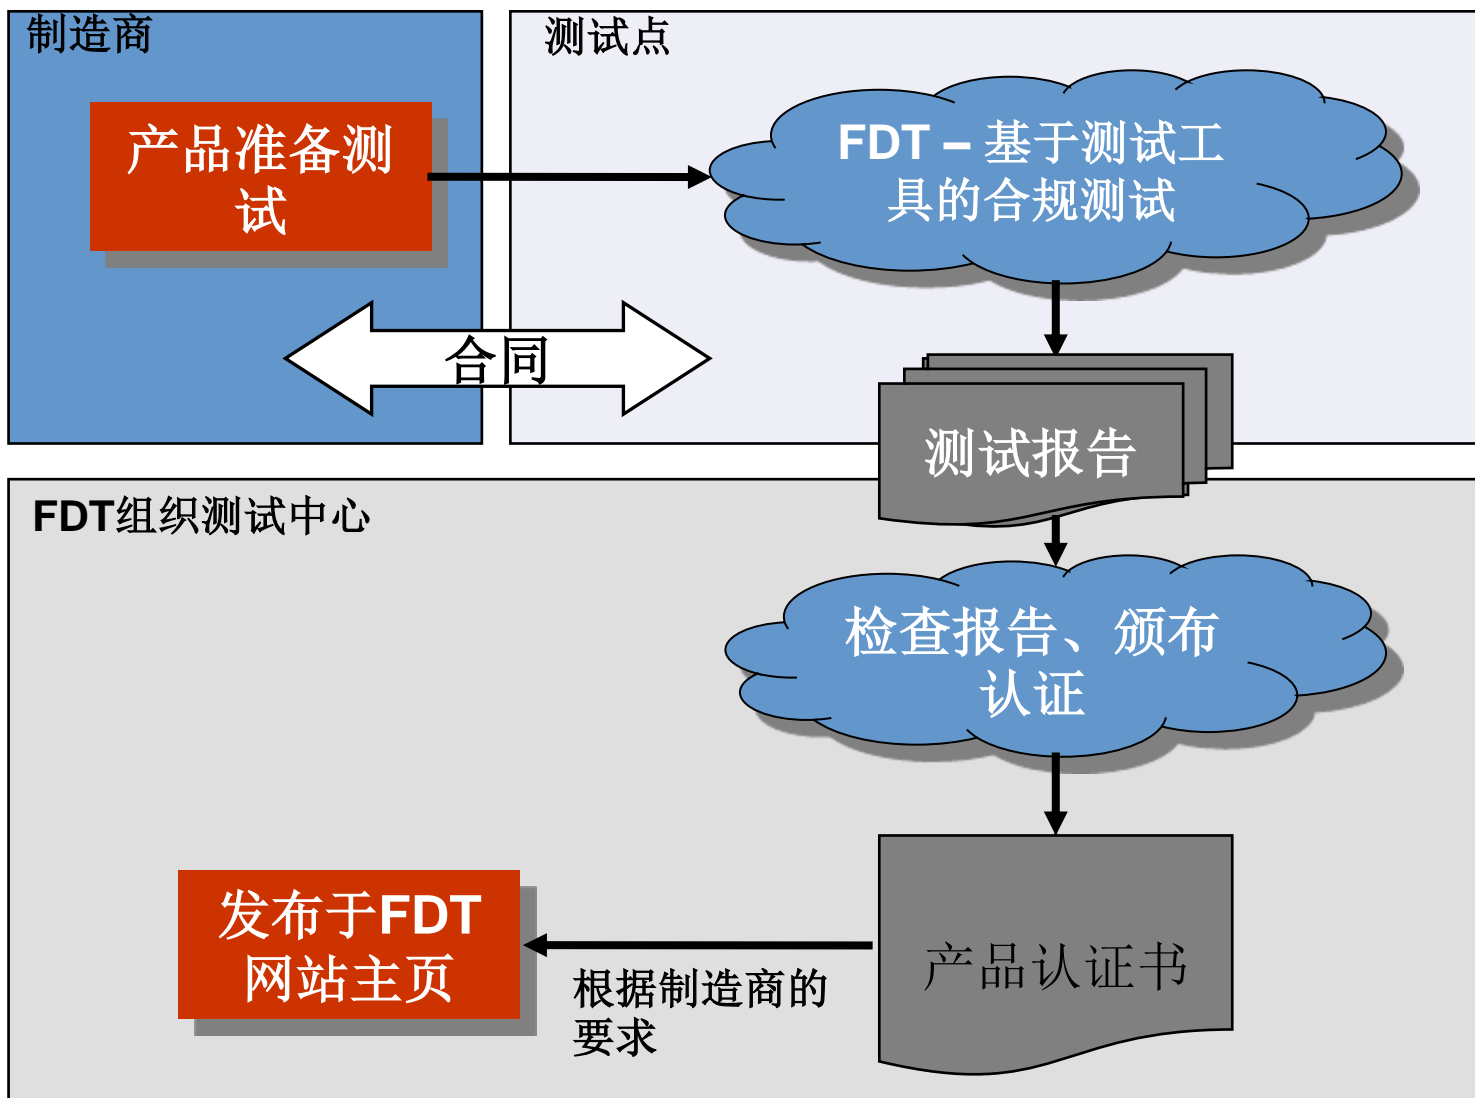 制造商
产品准备测
试
测试点
FDT – 基于测试工
具的合规测试
合同
测试报告
FDT组织测试中心
检查报告、颁布
认证
产品认证书
根据制造商的
要求
发布于FDT
网站主页